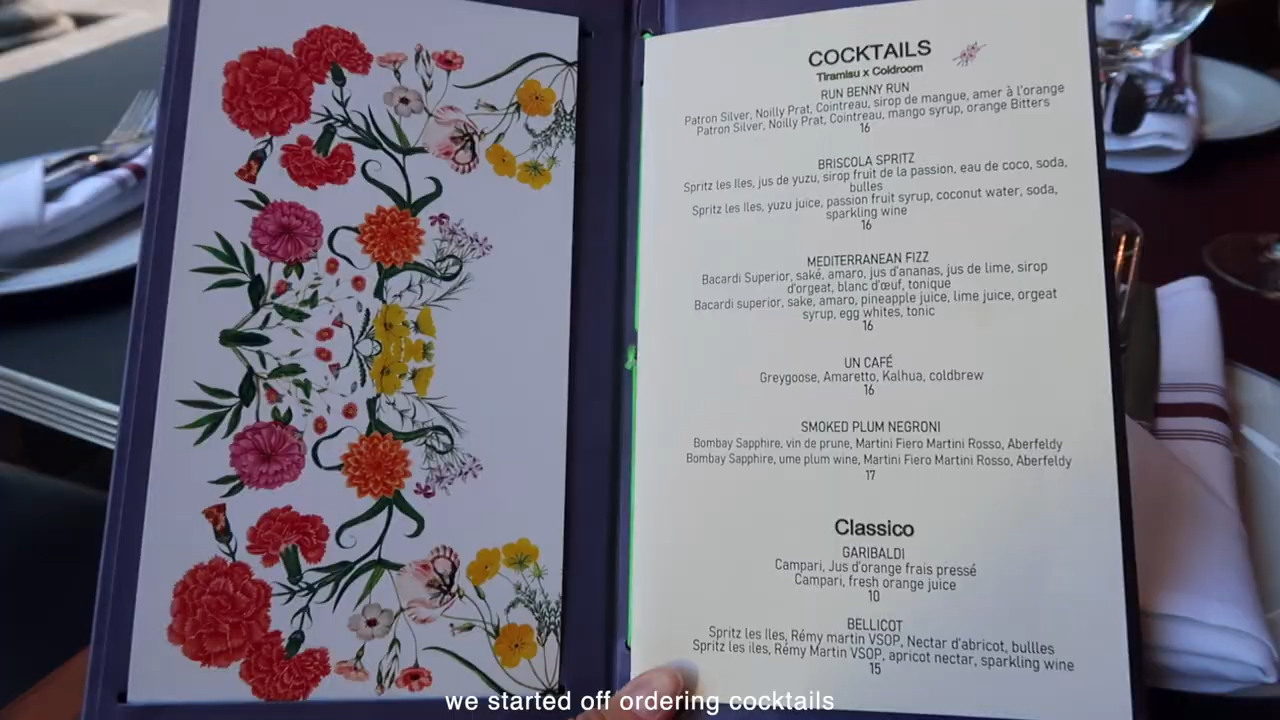 COCKTAILS
Tiramisu x Coldroom
RUN BENNY RUN
Patron Silver, Noilly Prat, Cointreau, sirop de mangue, amer à l'orange
Patron Silver, Noilly Prat, Cointreau, mango syrup, orange Bitters
16
BRISCOLA SPRITZ
Spritz les Iles, jus de yuzu, sirop fruit de la passion, eau de coco, soda,
bulles
Spritz les Iles, yuzu juice, passion fruit syrup, coconut water, soda,
sparkling wine
16
MEDITERRANEAN FIZZ
Bacardi Superior, saké, amaro, jus d'ananas, jus de lime, sirop
d'orgeat, blanc d'œuf, tonique
Bacardi superior, sake, amaro, pineapple juice, lime juice, orgeat
syrup, egg whites, tonic
16
UN CAFÉ
Greygoose, Amaretto, Kalhua, coldbrew
16
SMOKED PLUM NEGRONI
Bombay Sapphire, vin de prune, Martini Fiero Martini Rosso, Aberfeldy
Bombay Sapphire, ume plum wine, Martini Fiero Martini Rosso, Aberfeldy
17
Classico
GARIBALDI
Campari, Jus d'orange frais pressé
Campari, fresh orange juice
10
BELLICOT
Spritz les Iles, Rémy martin VSOP, Nectar d'abricot, bullles
Spritz les iles, Rémy Martin VSOP, apricot nectar, sparkling wine
15
we started off ordering cocktails